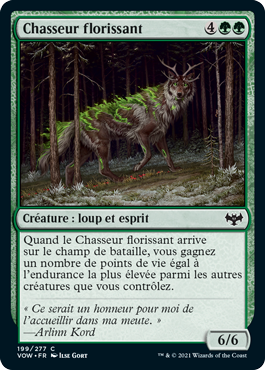 Chasseur florissant 4
Créature : loup et esprit
Quand le Chasseur florissant arrive
sur le champ de bataille, vous gagnez
un nombre de points de vie égal à
l'endurance la plus élevée parmi les autres
créatures que vous contrôlez.
« Ce serait un honneur pour moi de
l'accueillir dans ma meute. »
—Arlinn Kord
6/6
199/277 C
VOW • FR Ilse Gort
™ & © 2021 Wizards of the Coast